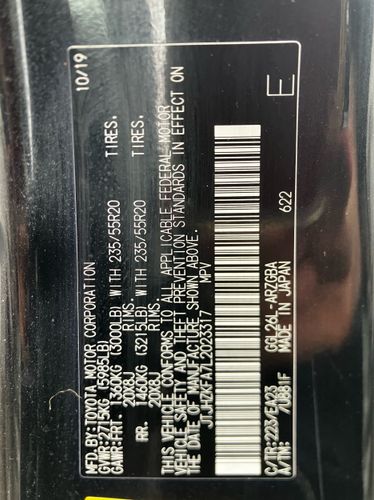 MFD.BY:TOYOTA MOTOR CORPORATION 10/19
GVWR:2715KG (5985LB)
GAWR:FRT. 1360KG (3000LB) WITH 235/55R20 TIRES.
20X8J RIMS.
RR. 1460KG (3215LB) WITH 235/55R20 TIRES.
20X8J RIMS.
THIS VEHICLE CONFORMS TO ALL APPLICABLE FEDERAL MOTOR
VEHICLE SAFETY AND THEFT PREVENTION STANDARDS IN EFFECT ON
THE DATE OF MANUFACTURE SHOWN ABOVE.
JTJHZKFA7L2023317 MPV
C/TR:223/EA23 GGL26L-ARZGBA 622 E
A/TM: /UB81F MADE IN JAPAN